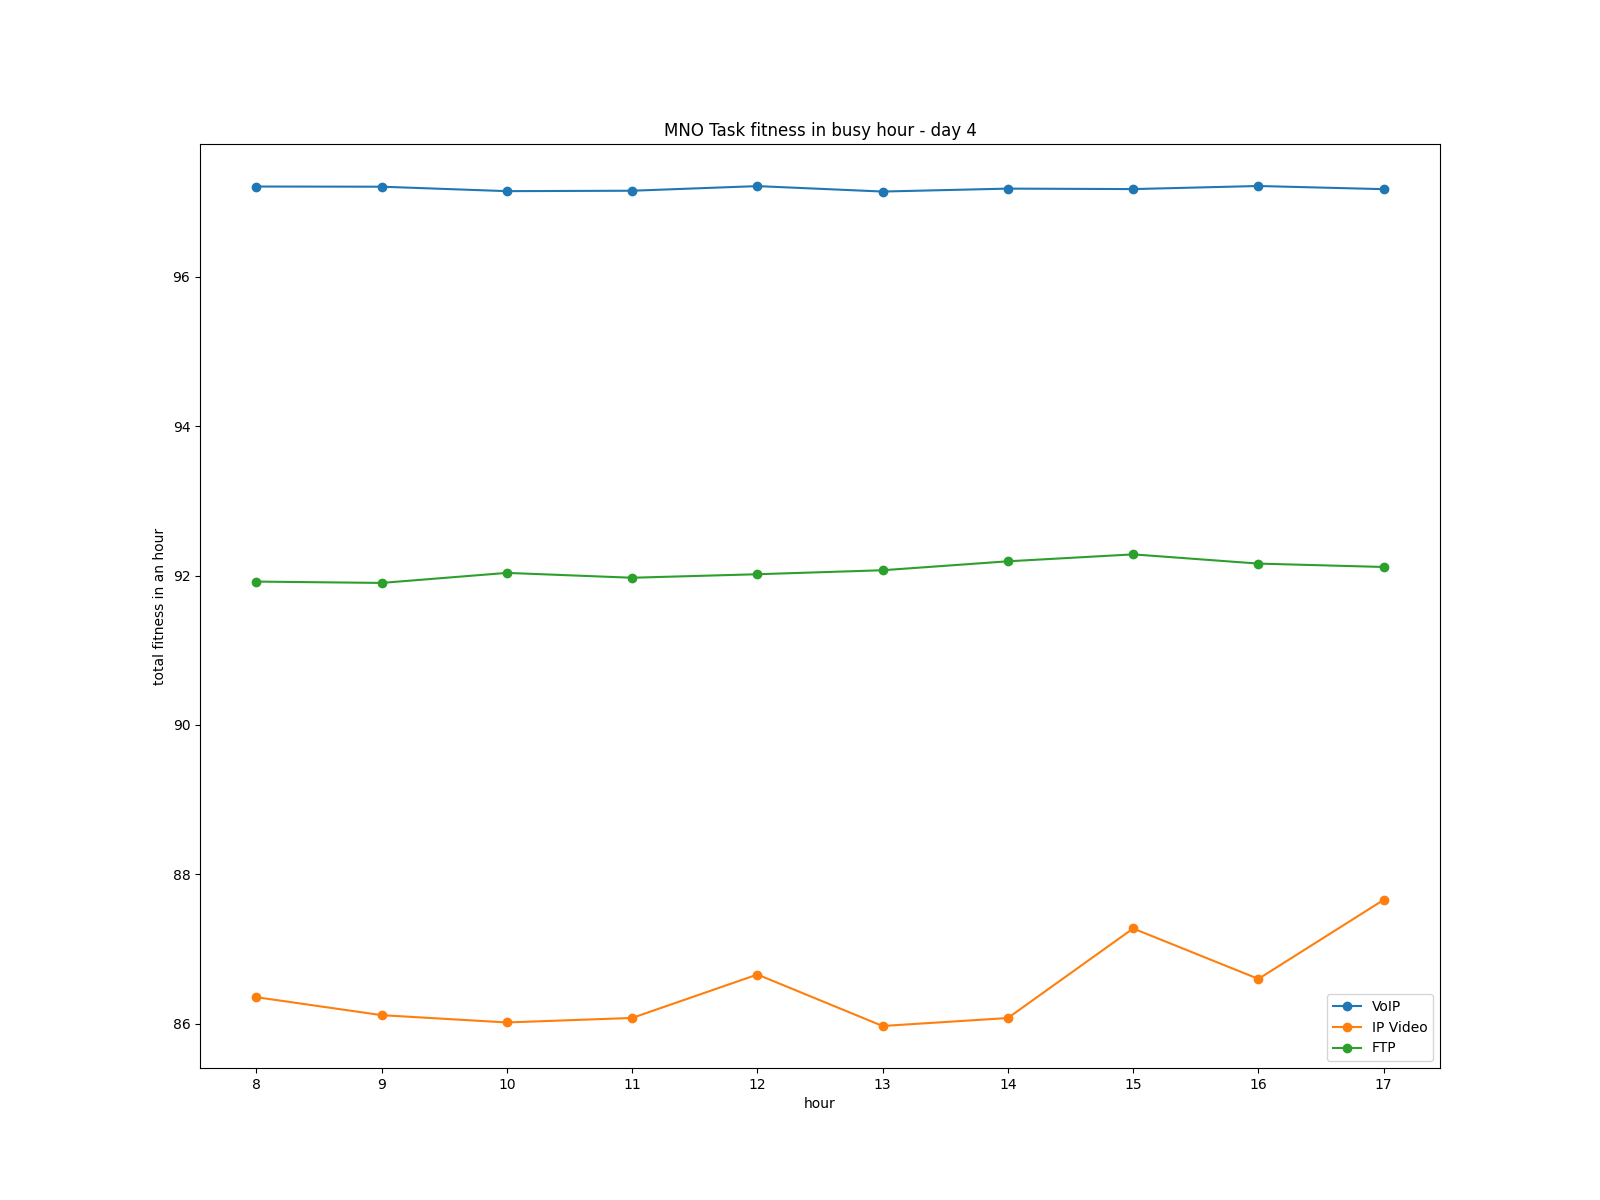 MNO Task fitness in busy hour - day 4
total fitness in an hour
96
94
92
90
88
86
8 9 10 11 12 13 14 15 16 17
hour
VoIP
IP Video
FTP